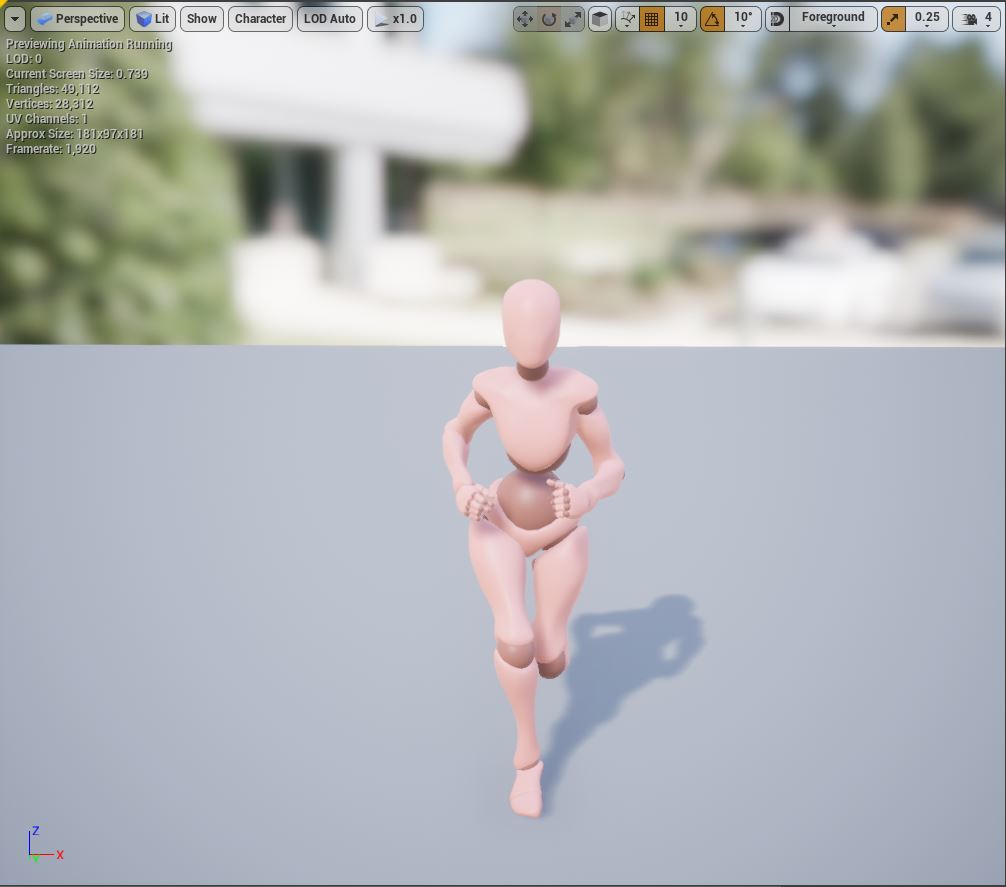 Perspective Lit Show Character LOD Auto x1.0 10 10° Foreground 0.25 4
Previewing Animation Running
LOD: 0
Current Screen Size: 0.739
Triangles: 49,112
Vertices: 28,312
UV Channels: 1
Approx Size: 181x97x181
Framerate: 1,920
Z
Y X